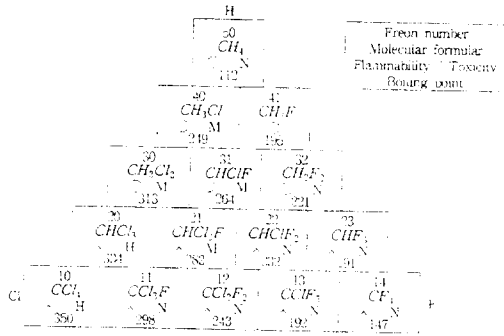 H
Freon number
Molecular formular
Flammability Toxicity
Boiling point
50
CH4
N
112
40 41
CH3Cl CH3F
M
249 195
30 31 32
CH2Cl2 CHClF CH2F2
M M N
313 264 221
20 21 22 23
CHCl3 CHCl2F CHClF2 CHF3
H M N N
334 282 232 191
10 11 12 13 14
Cl CCl4 CCl3F CCl2F2 CClF3 CF4 F
H N N N N
350 298 243 192 147